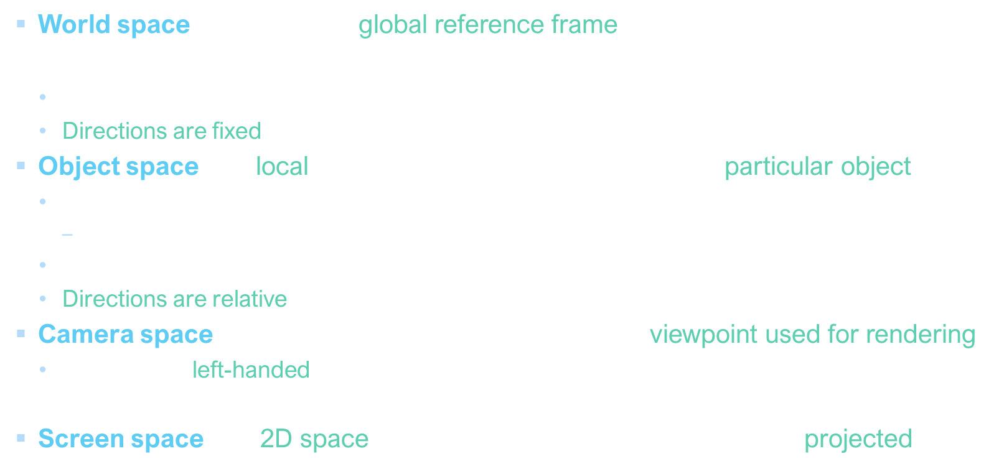 ▪ World space global reference frame
•
• Directions are fixed
▪ Object space local particular object
•
–
•
• Directions are relative
▪ Camera space viewpoint used for rendering
• left-handed
▪ Screen space 2D space projected